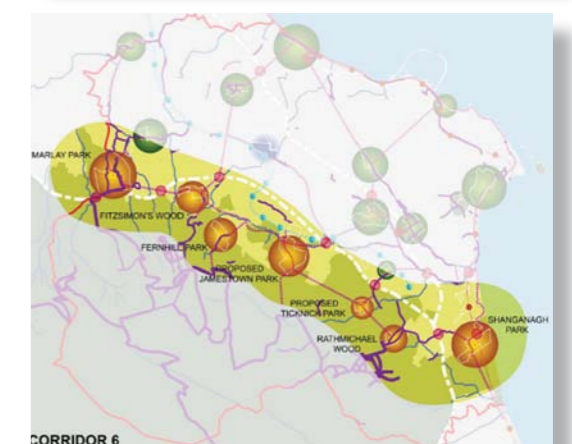 MARLAY PARK
FITZSIMON'S WOOD
FERNHILL PARK
PROPOSED
JAMESTOWN PARK
PROPOSED
TICKNICK PARK
RATHMICHAEL
WOOD
SHANGANAGH
PARK
CORRIDOR 6